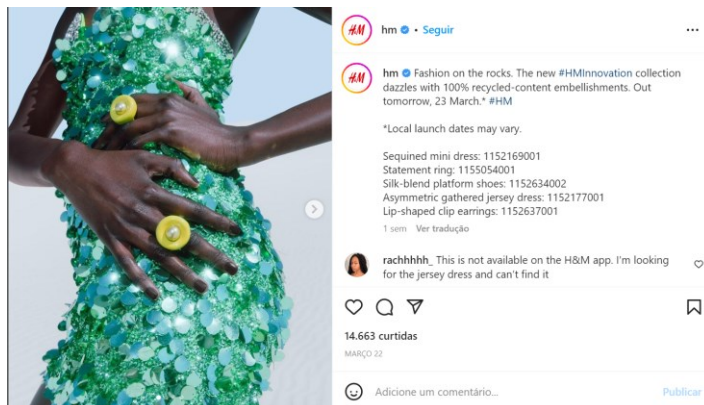 hm • Seguir
hm Fashion on the rocks. The new #HMInnovation collection
dazzles with 100% recycled-content embellishments. Out
tomorrow, 23 March.* #HM
*Local launch dates may vary.
Sequined mini dress: 1152169001
Statement ring: 1155054001
Silk-blend platform shoes: 1152634002
Asymmetric gathered jersey dress: 1152177001
Lip-shaped clip earrings: 1152637001
1 sem Ver tradução
rachhhhh_ This is not available on the H&M app. I'm looking
for the jersey dress and can't find it
14.663 curtidas
MARÇO 22
Adicione um comentário... Publicar